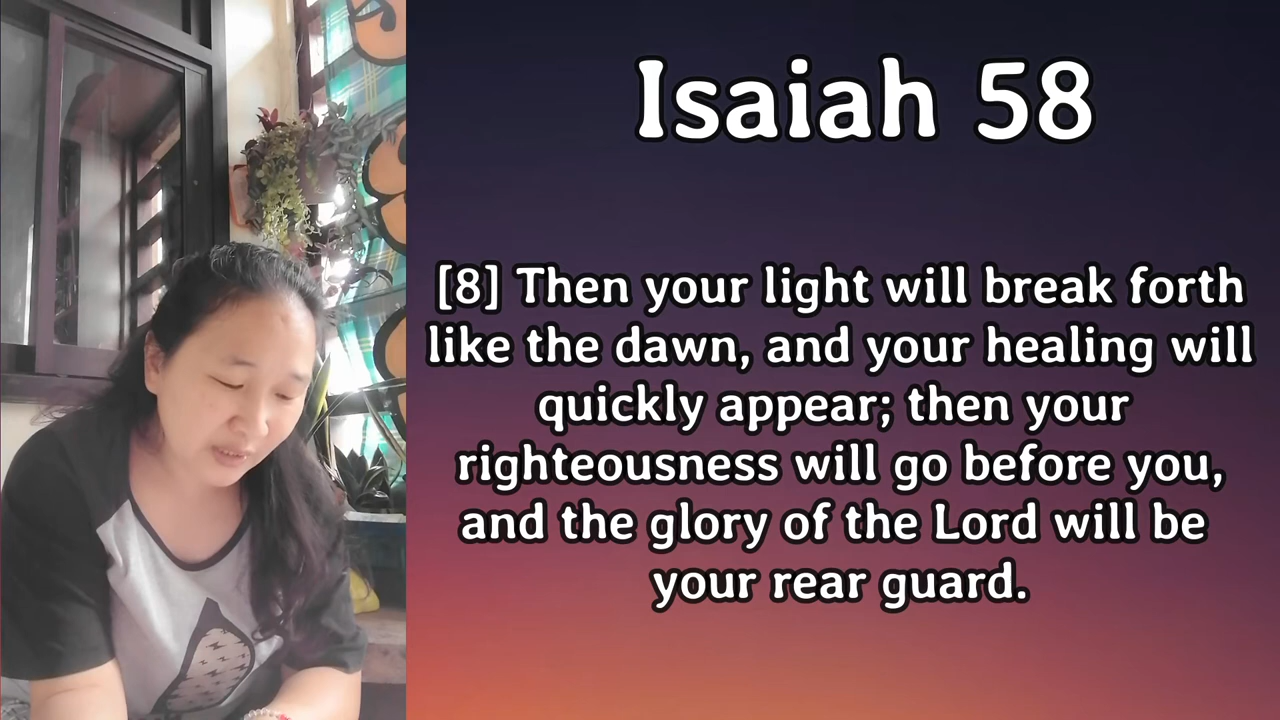 Isaiah 58
[8] Then your light will break forth
like the dawn, and your healing will
quickly appear; then your
righteousness will go before you,
and the glory of the Lord will be
your rear guard.